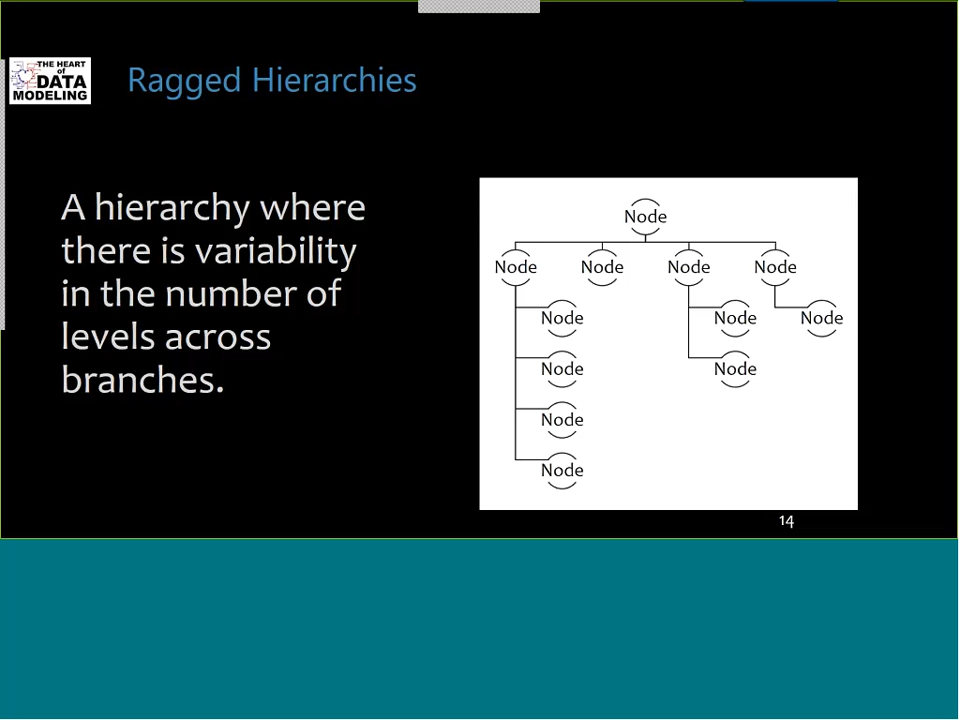 THE HEART
of
DATA
MODELING
Ragged Hierarchies
A hierarchy where
there is variability
in the number of
levels across
branches.
Node
Node Node Node Node
Node Node Node
Node Node
Node
Node
14